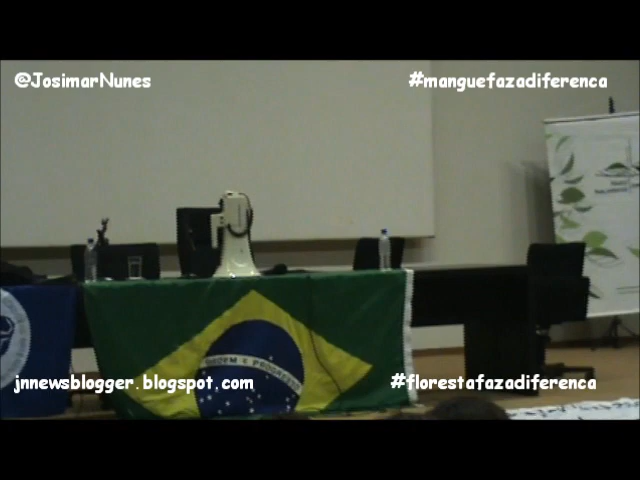 @JosimarNunes
#manguefazadiferenca
ORDEM E PROGRESSO
jnnewsblogger.blogspot.com
#florestafazadiferenca